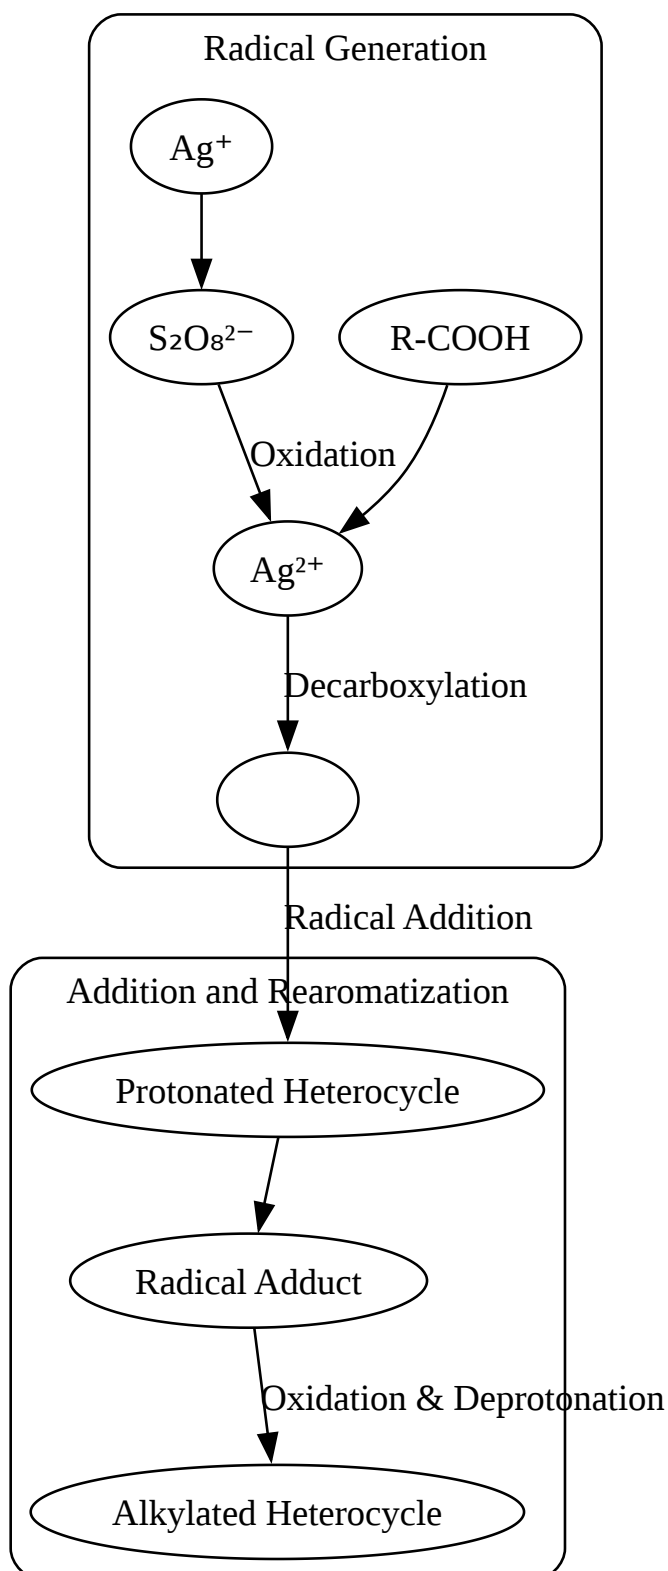 Radical Generation
Ag⁺
S₂O₈²⁻
R-COOH
Oxidation
Ag²⁺
Decarboxylation
Radical Addition
Addition and Rearomatization
Protonated Heterocycle
Radical Adduct
Oxidation & Deprotonation
Alkylated Heterocycle